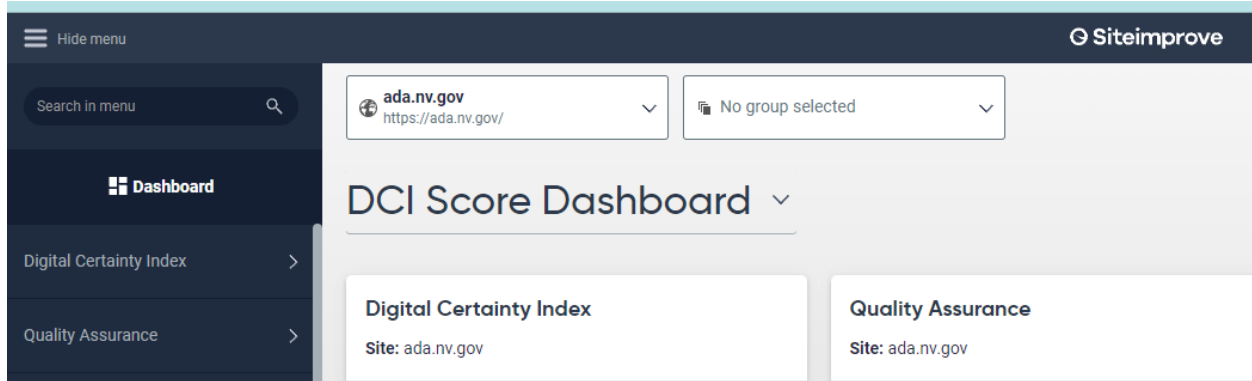 Hide menu
Siteimprove
Search in menu
ada.nv.gov
https://ada.nv.gov/
No group selected
Dashboard
DCI Score Dashboard
Digital Certainty Index
Quality Assurance
Digital Certainty Index
Site: ada.nv.gov
Quality Assurance
Site: ada.nv.gov